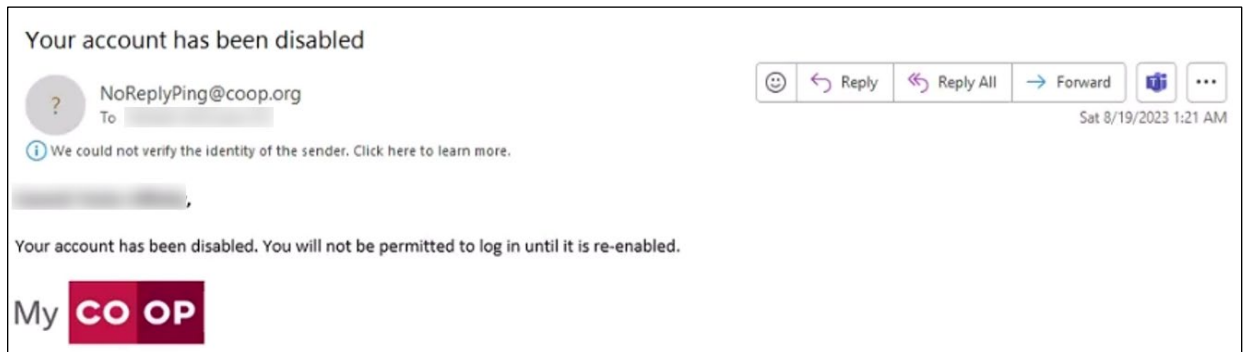 Your account has been disabled
?
NoReplyPing@coop.org
Reply
Reply All
Forward
To
Sat 8/19/2023 1:21 AM
We could not verify the identity of the sender. Click here to learn more.
,
Your account has been disabled. You will not be permitted to log in until it is re-enabled.
My CO OP